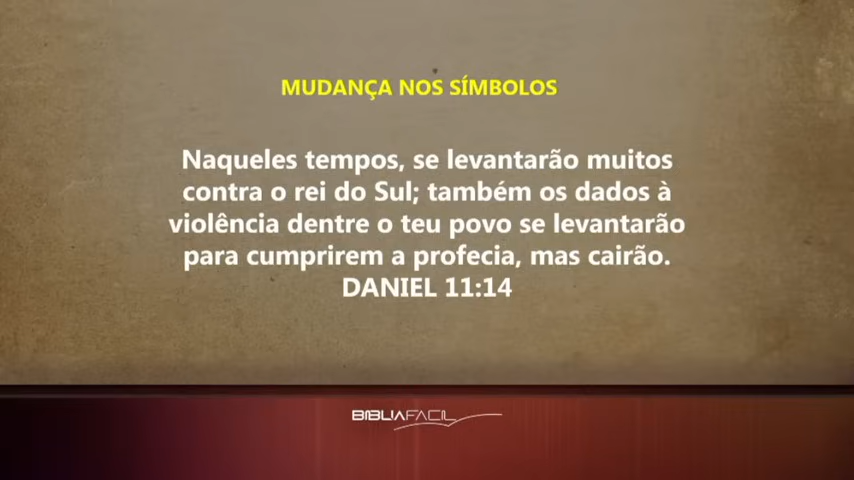 MUDANÇA NOS SÍMBOLOS
Naqueles tempos, se levantarão muitos
contra o rei do Sul; também os dados à
violência dentre o teu povo se levantarão
para cumprirem a profecia, mas cairão.
DANIEL 11:14
BIBLIAFACIL